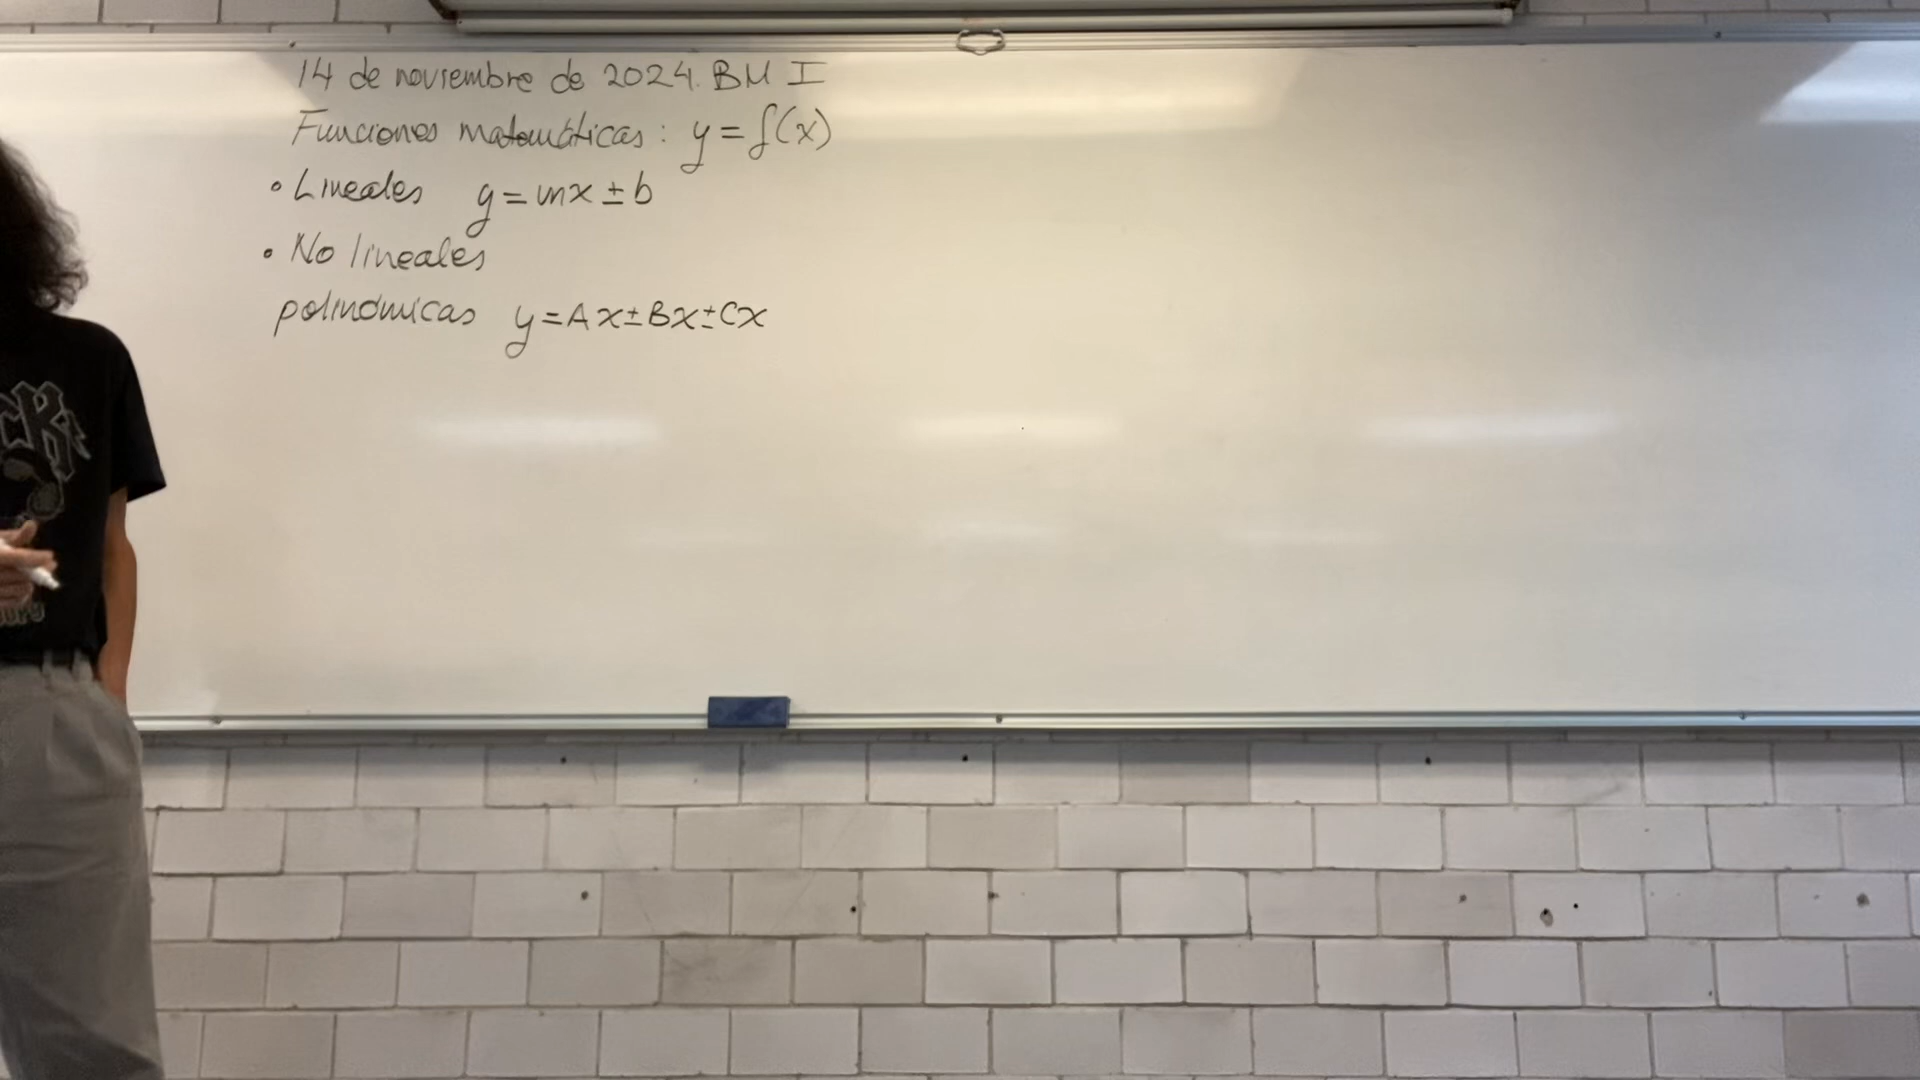 14 de noviembre de 2024. BM I
Funciones matemáticas: y = f(x)
• Lineales y = mx ± b
• No lineales
polinómicas y = Ax ± Bx ± Cx